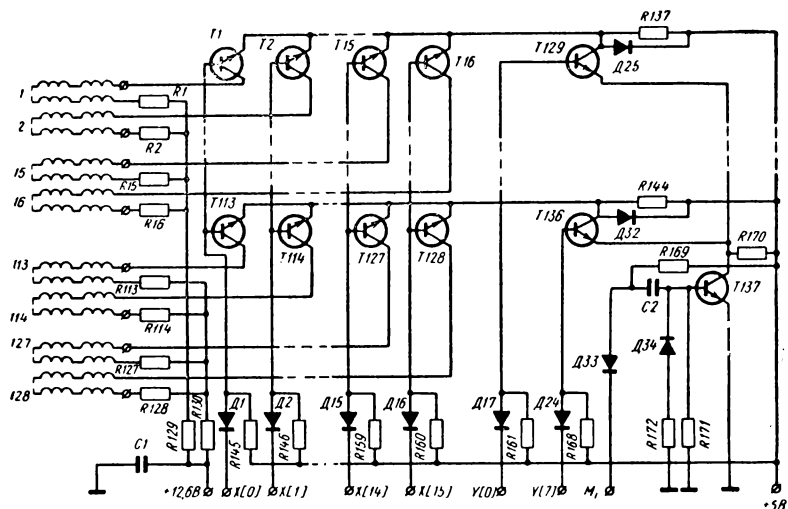 T1
T2
T15
T16
T129
R137
Д25
1
R1
2
R2
15
R15
16
R16
T113
T114
T127
T128
T136
R144
Д32
R169
R170
113
R113
114
R114
127
R127
128
R128
C2
T137
Д33
Д34
R129
R130
Д1
R145
Д2
R146
Д15
R159
Д16
R160
Д17
R161
Д24
R168
R172
R171
C1
+12,6В
X[0]
X[1]
X[14]
X[15]
Y[0]
Y[7]
M1
+5В